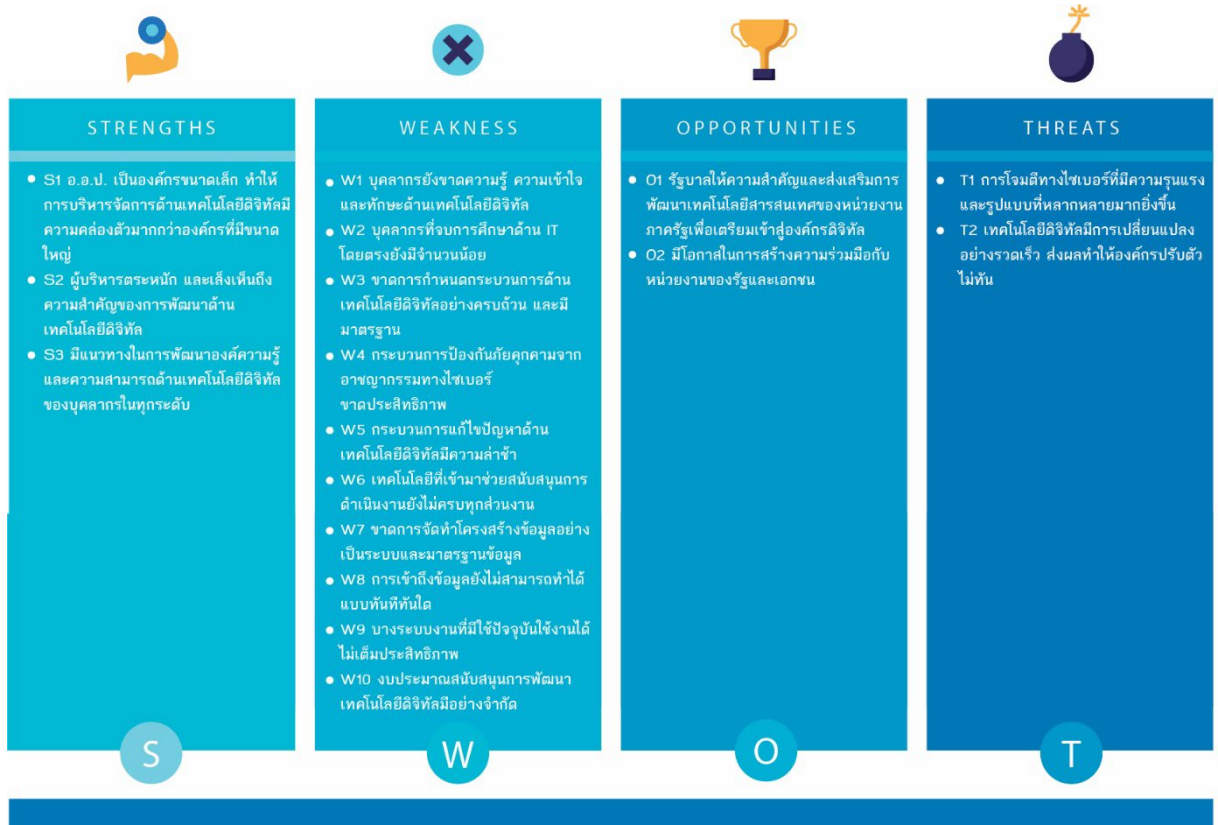 STRENGTHS
S1 อ.อ.ป. เป็นองค์กรขนาดเล็ก ทำให้
การบริหารจัดการด้านเทคโนโลยีดิจิทัลมี
ความคล่องตัวมากกว่าองค์กรที่มีขนาด
ใหญ่
S2 ผู้บริหารตระหนัก และเล็งเห็นถึง
ความสำคัญของการพัฒนาด้าน
เทคโนโลยีดิจิทัล
S3 มีแนวทางในการพัฒนาองค์ความรู้
และความสามารถด้านเทคโนโลยีดิจิทัล
ของบุคลากรในทุกระดับ
S
WEAKNESS
W1 บุคลากรยังขาดความรู้ ความเข้าใจ
และทักษะด้านเทคโนโลยีดิจิทัล
W2 บุคลากรที่จบการศึกษาด้าน IT
โดยตรงยังมีจำนวนน้อย
W3 ขาดการกำหนดกระบวนการด้าน
เทคโนโลยีดิจิทัลอย่างครบถ้วน และมี
มาตรฐาน
W4 กระบวนการป้องกันภัยคุกคามจาก
อาชญากรรมทางไซเบอร์
ขาดประสิทธิภาพ
W5 กระบวนการแก้ไขปัญหาด้าน
เทคโนโลยีดิจิทัลมีความล่าช้า
W6 เทคโนโลยีที่เข้ามาช่วยสนับสนุนการ
ดำเนินงานยังไม่ครบทุกส่วนงาน
W7 ขาดการจัดทำโครงสร้างข้อมูลอย่าง
เป็นระบบและมาตรฐานข้อมูล
W8 การเข้าถึงข้อมูลยังไม่สามารถทำได้
แบบทันทีทันใด
W9 บางระบบงานที่มีใช้ปัจจุบันใช้งานได้
ไม่เต็มประสิทธิภาพ
W10 งบประมาณสนับสนุนการพัฒนา
เทคโนโลยีดิจิทัลมีอย่างจำกัด
W
OPPORTUNITIES
O1 รัฐบาลให้ความสำคัญและส่งเสริมการ
พัฒนาเทคโนโลยีสารสนเทศของหน่วยงาน
ภาครัฐเพื่อเตรียมเข้าสู่องค์กรดิจิทัล
O2 มีโอกาสในการสร้างความร่วมมือกับ
หน่วยงานของรัฐและเอกชน
O
THREATS
T1 การโจมตีทางไซเบอร์ที่มีความรุนแรง
และรูปแบบที่หลากหลายมากยิ่งขึ้น
T2 เทคโนโลยีดิจิทัลมีการเปลี่ยนแปลง
อย่างรวดเร็ว ส่งผลทำให้องค์กรปรับตัว
ไม่ทัน
T